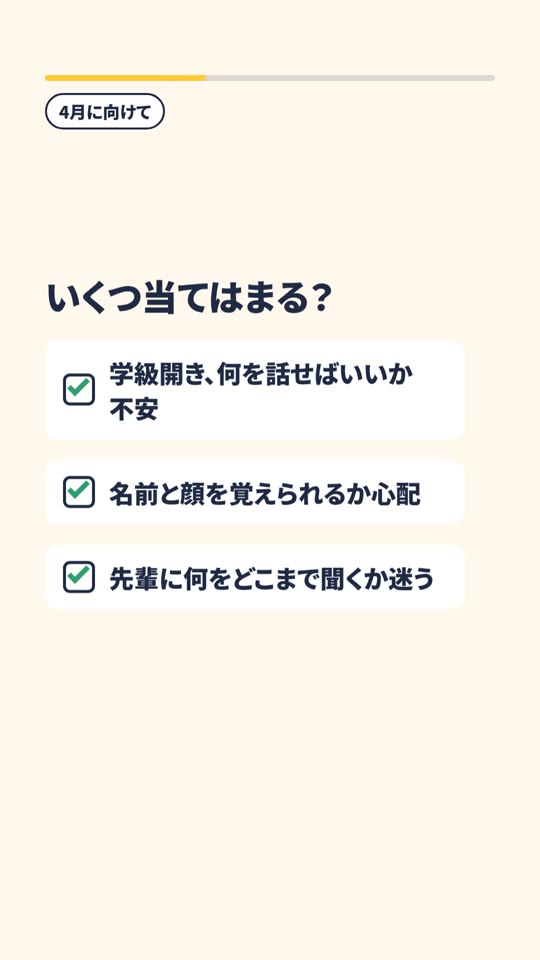 4月に向けて
いくつ当てはまる？
学級開き、何を話せばいいか
不安
名前と顔を覚えられるか心配
先輩に何をどこまで聞くか迷う